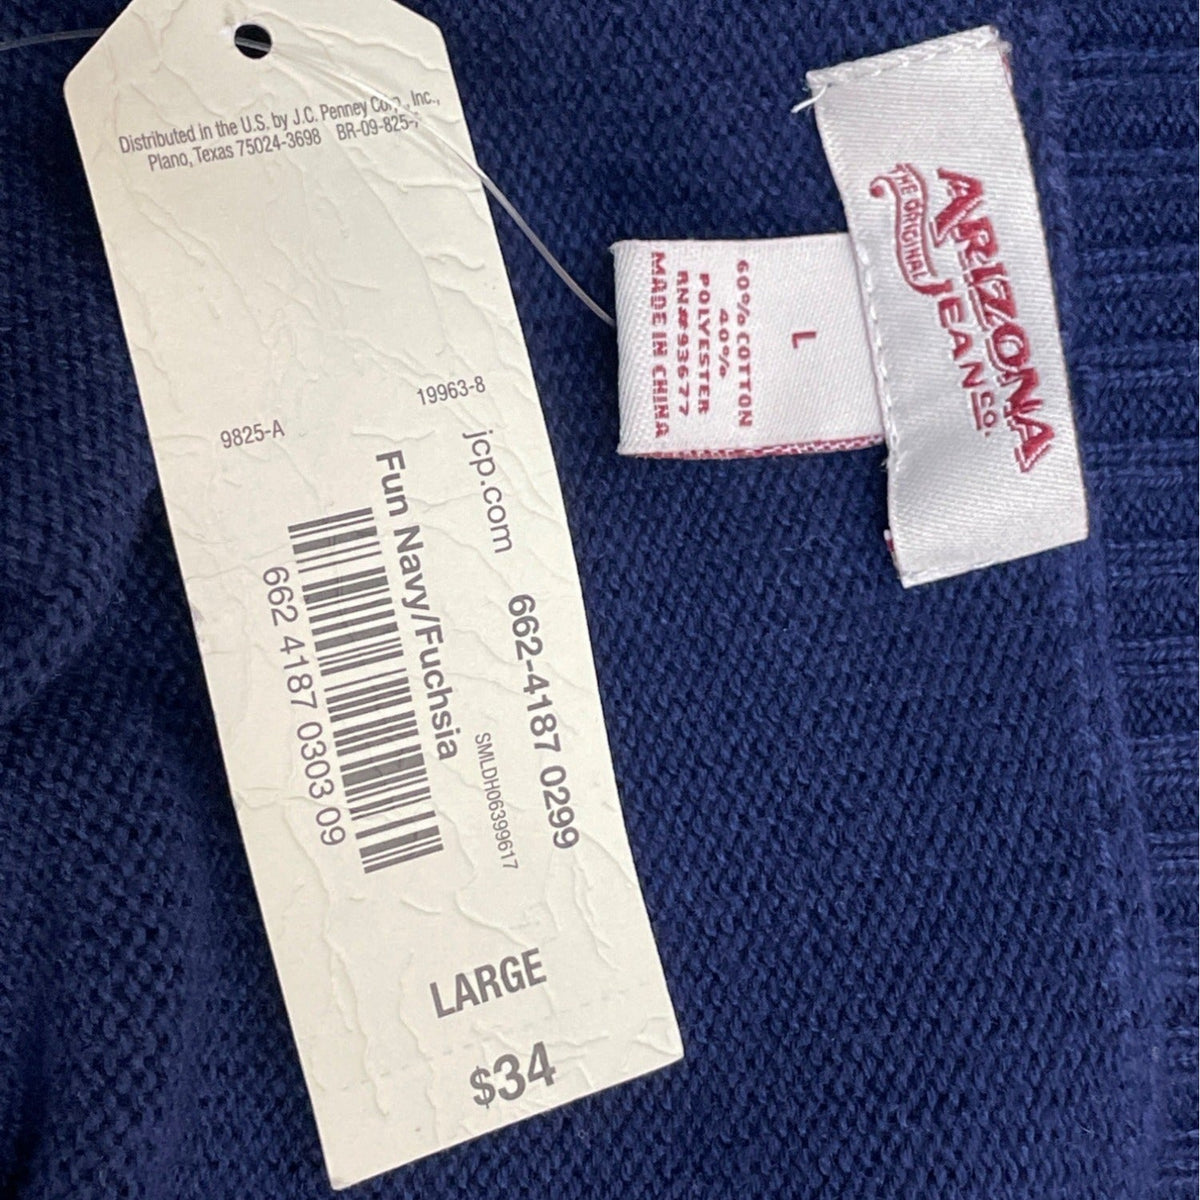 Distributed in the U.S. by J.C. Penney Corp., Inc.,
Plano, Texas 75024-3698 BR-09-825-
19963-8
9825-A
jcp.com 662-4187 0299
SMLDH06399617
Fun Navy/Fuchsia
662 4187 0303 09
LARGE
$34
L
60% COTTON
40%
POLYESTER
RN#93677
MADE IN CHINA
ARIZONA
THE ORIGINAL
JEAN CO.